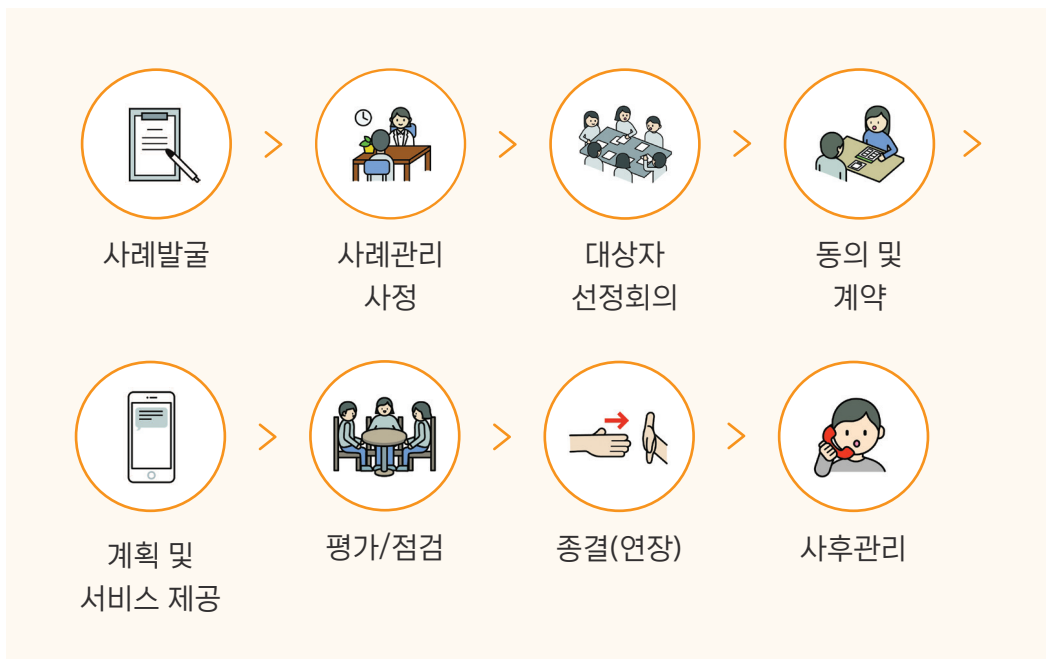 사례발굴
사례관리
사정
대상자
선정회의
동의 및
계약
계획 및
서비스 제공
평가/점검
종결(연장)
사후관리